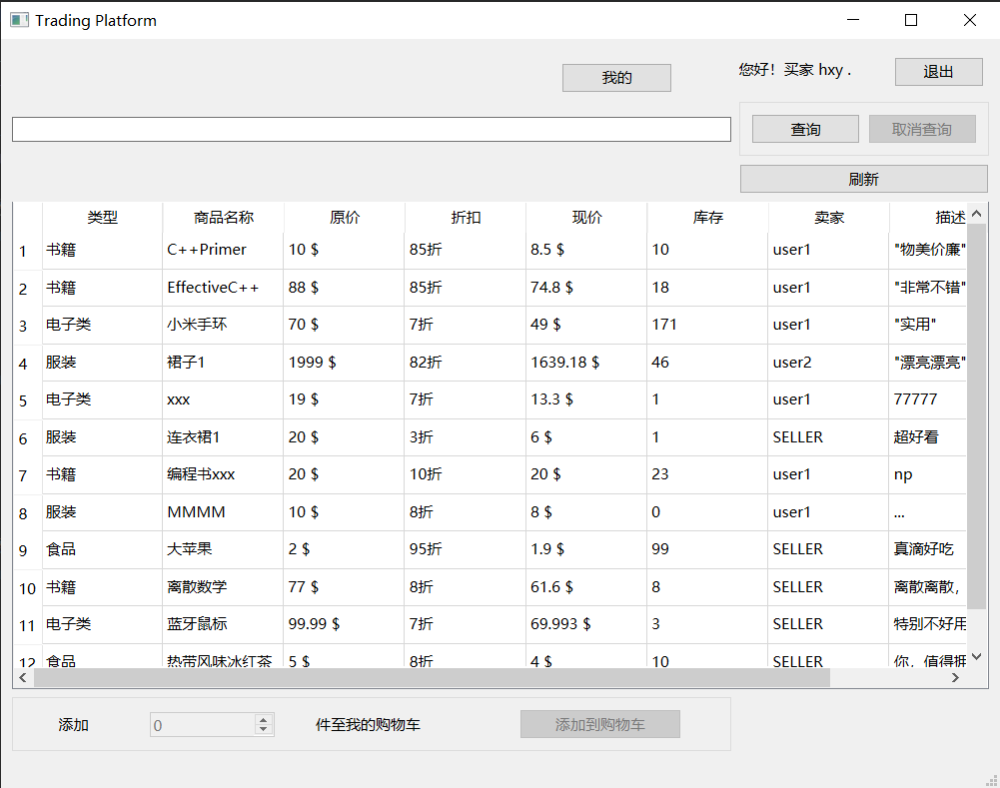 Trading Platform
我的
您好！买家 hxy .
退出
查询
取消查询
刷新
类型 商品名称 原价 折扣 现价 库存 卖家 描述
1 书籍 C++Primer 10 $ 85折 8.5 $ 10 user1 "物美价廉"
2 书籍 EffectiveC++ 88 $ 85折 74.8 $ 18 user1 "非常不错"
3 电子类 小米手环 70 $ 7折 49 $ 171 user1 "实用"
4 服装 裙子1 1999 $ 82折 1639.18 $ 46 user2 "漂亮漂亮"
5 电子类 xxx 19 $ 7折 13.3 $ 1 user1 77777
6 服装 连衣裙1 20 $ 3折 6 $ 1 SELLER 超好看
7 书籍 编程书xxx 20 $ 10折 20 $ 23 user1 np
8 服装 MMMM 10 $ 8折 8 $ 0 user1 ...
9 食品 大苹果 2 $ 95折 1.9 $ 99 SELLER 真滴好吃
10 书籍 离散数学 77 $ 8折 61.6 $ 8 SELLER 离散离散，
11 电子类 蓝牙鼠标 99.99 $ 7折 69.993 $ 3 SELLER 特别不好用
12 食品 热带风味冰红茶 5 $ 8折 4 $ 10 SELLER 你，值得拥
添加 0 件至我的购物车 添加到购物车